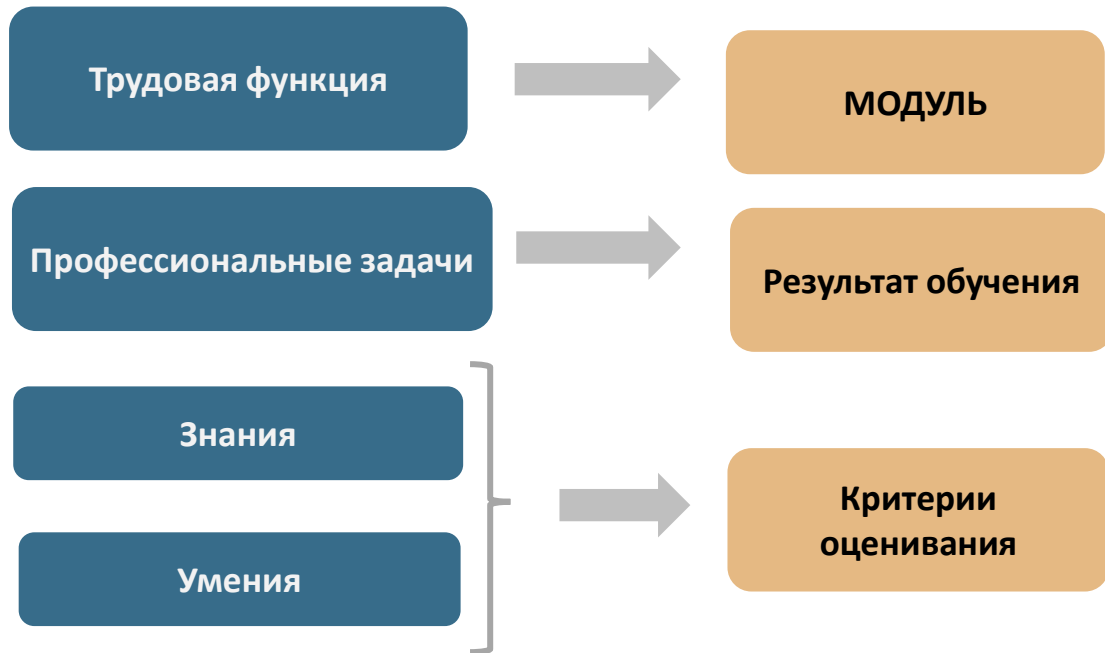 Трудовая функция
МОДУЛЬ
Профессиональные задачи
Результат обучения
Знания
Умения
Критерии
оценивания